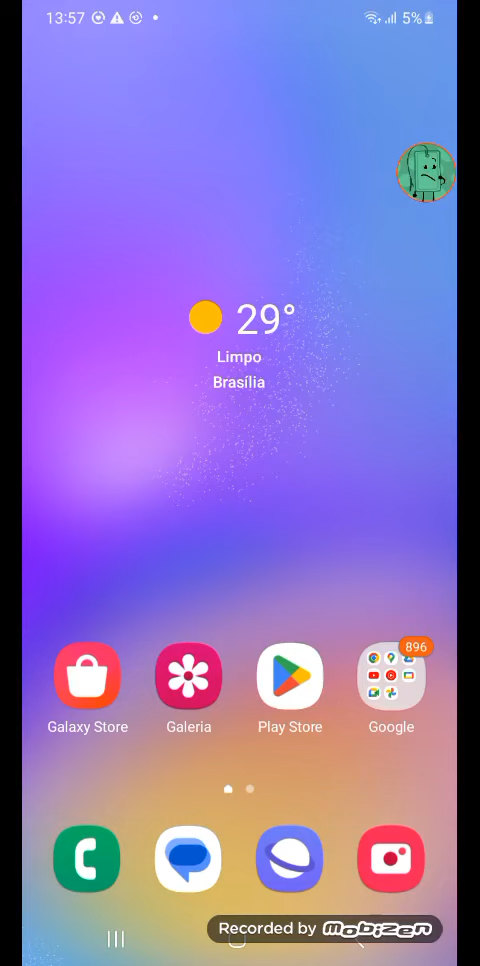 13:57 5%
29°
Limpo
Brasília
896
Galaxy Store Galeria Play Store Google
Recorded by mobizen